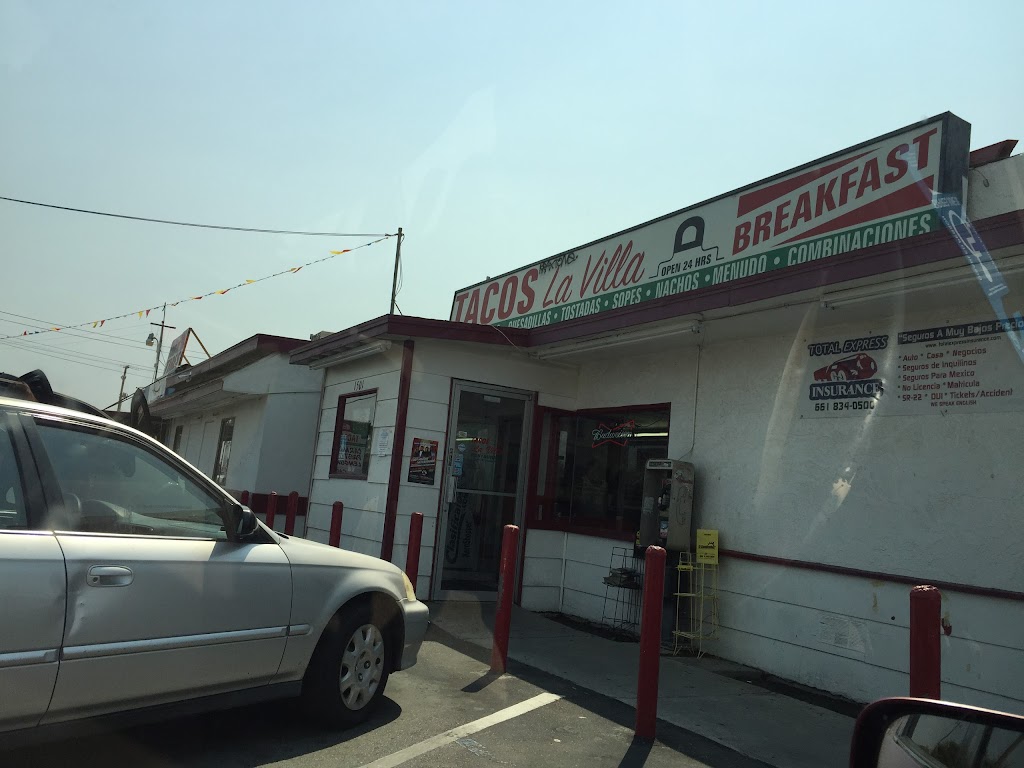 TACOS La Villa
OPEN 24 HRS
BREAKFAST
QUESADILLAS • TOSTADAS • SOPES • NACHOS • MENUDO • COMBINACIONES
TOTAL EXPRESS
INSURANCE
661 834-0500
*Seguros A Muy Bajos Precio
* Auto * Casa * Negocios
* Seguros de Inquilinos
* Seguros Para Mexico
* No Licencia * Matricula
* SR-22 * DUI * Tickets/Accident
WE SPEAK ENGLISH
Budweiser